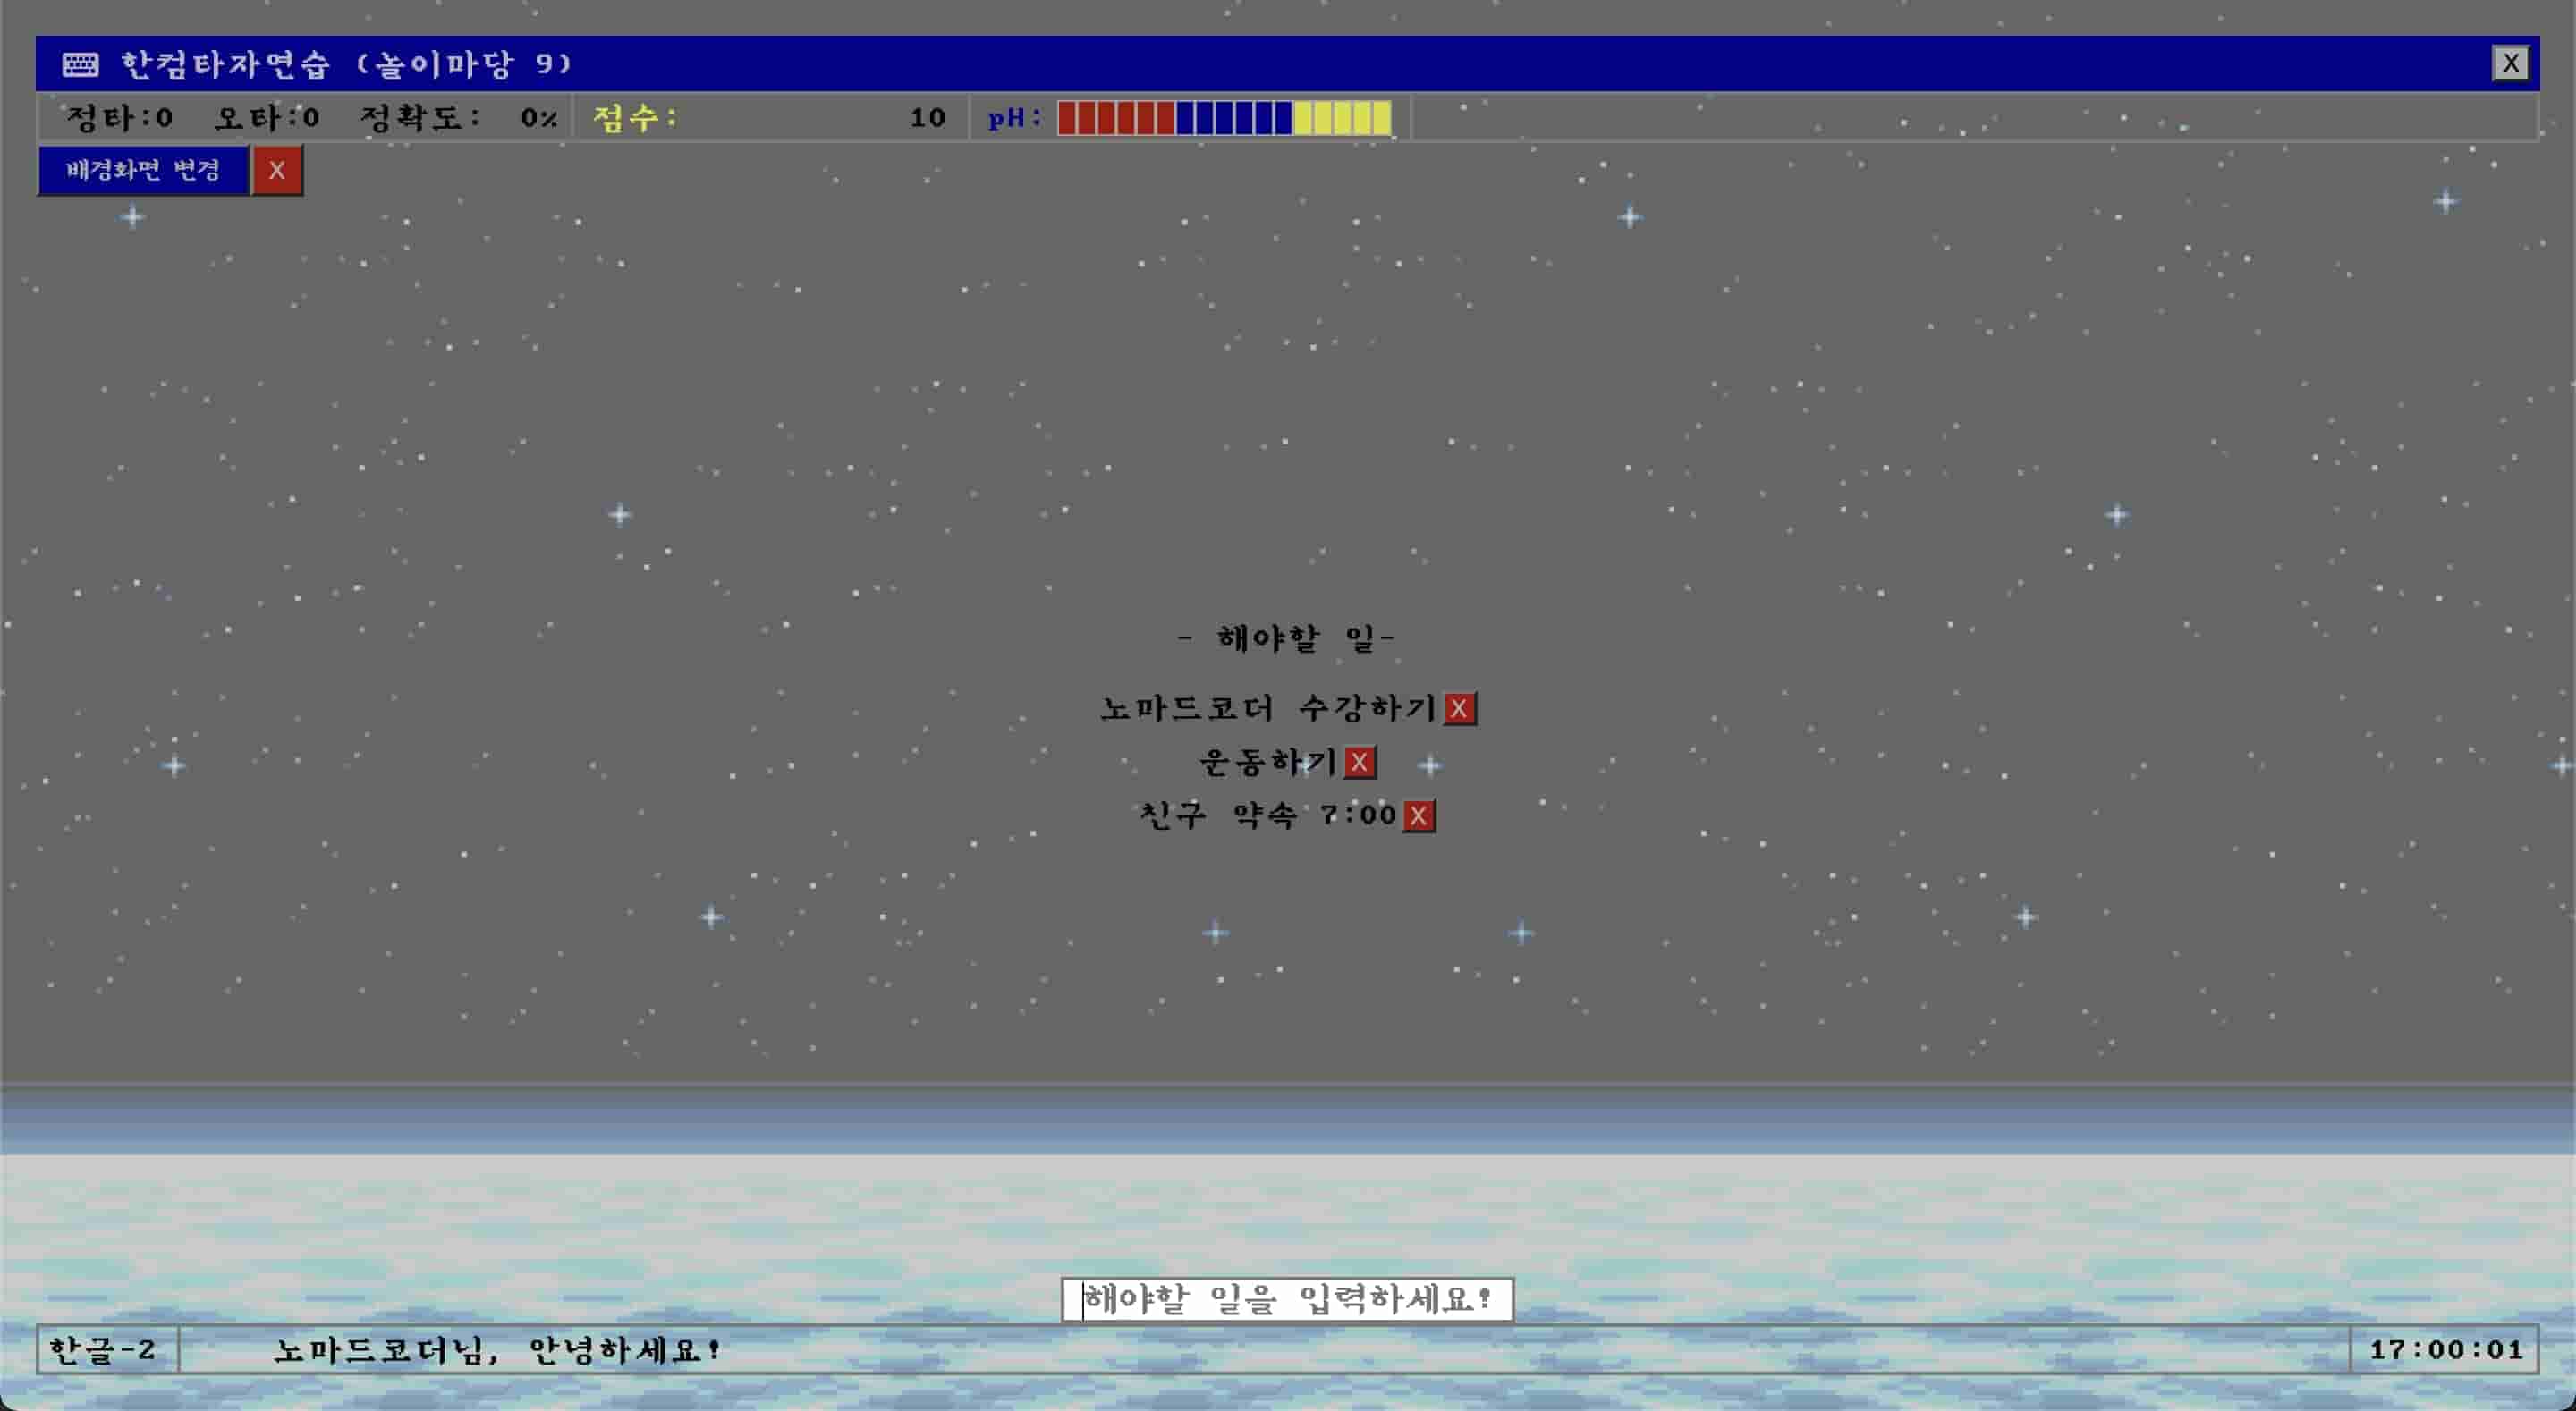 한컴타자연습 (놀이마당 9) X
정타:0 오타:0 정확도: 0% 점수: 10 pH:
배경화면 변경 X
- 해야할 일-
노마드코더 수강하기 X
운동하기 X
친구 약속 7:00 X
해야할 일을 입력하세요!
한글-2 노마드코더님, 안녕하세요! 17:00:01